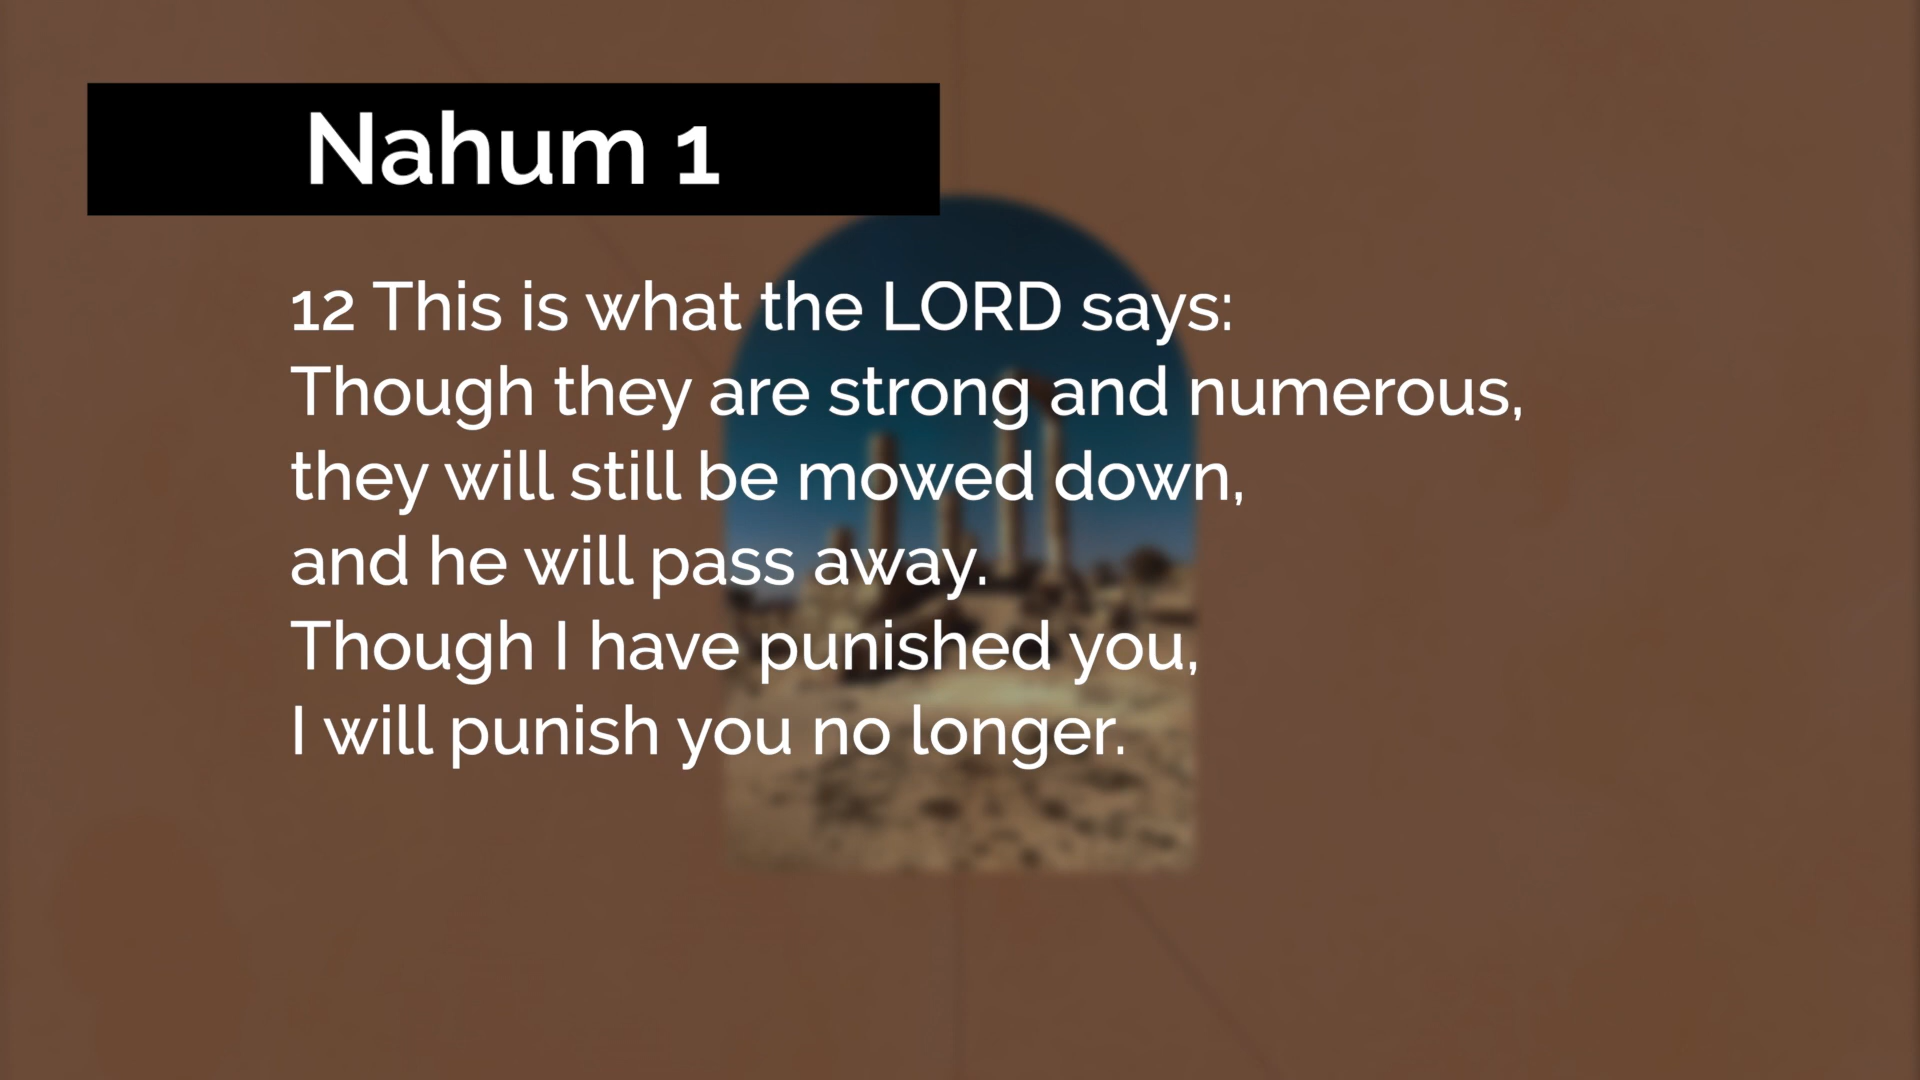 Nahum 1
12 This is what the LORD says:
Though they are strong and numerous,
they will still be mowed down,
and he will pass away.
Though I have punished you,
I will punish you no longer.